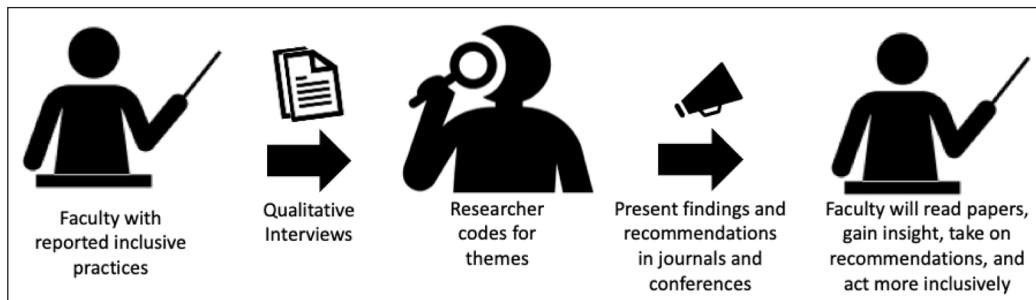 Faculty with
reported inclusive
practices
Qualitative
Interviews
Researcher
codes for
themes
Present findings and
recommendations
in journals and
conferences
Faculty will read papers,
gain insight, take on
recommendations, and
act more inclusively